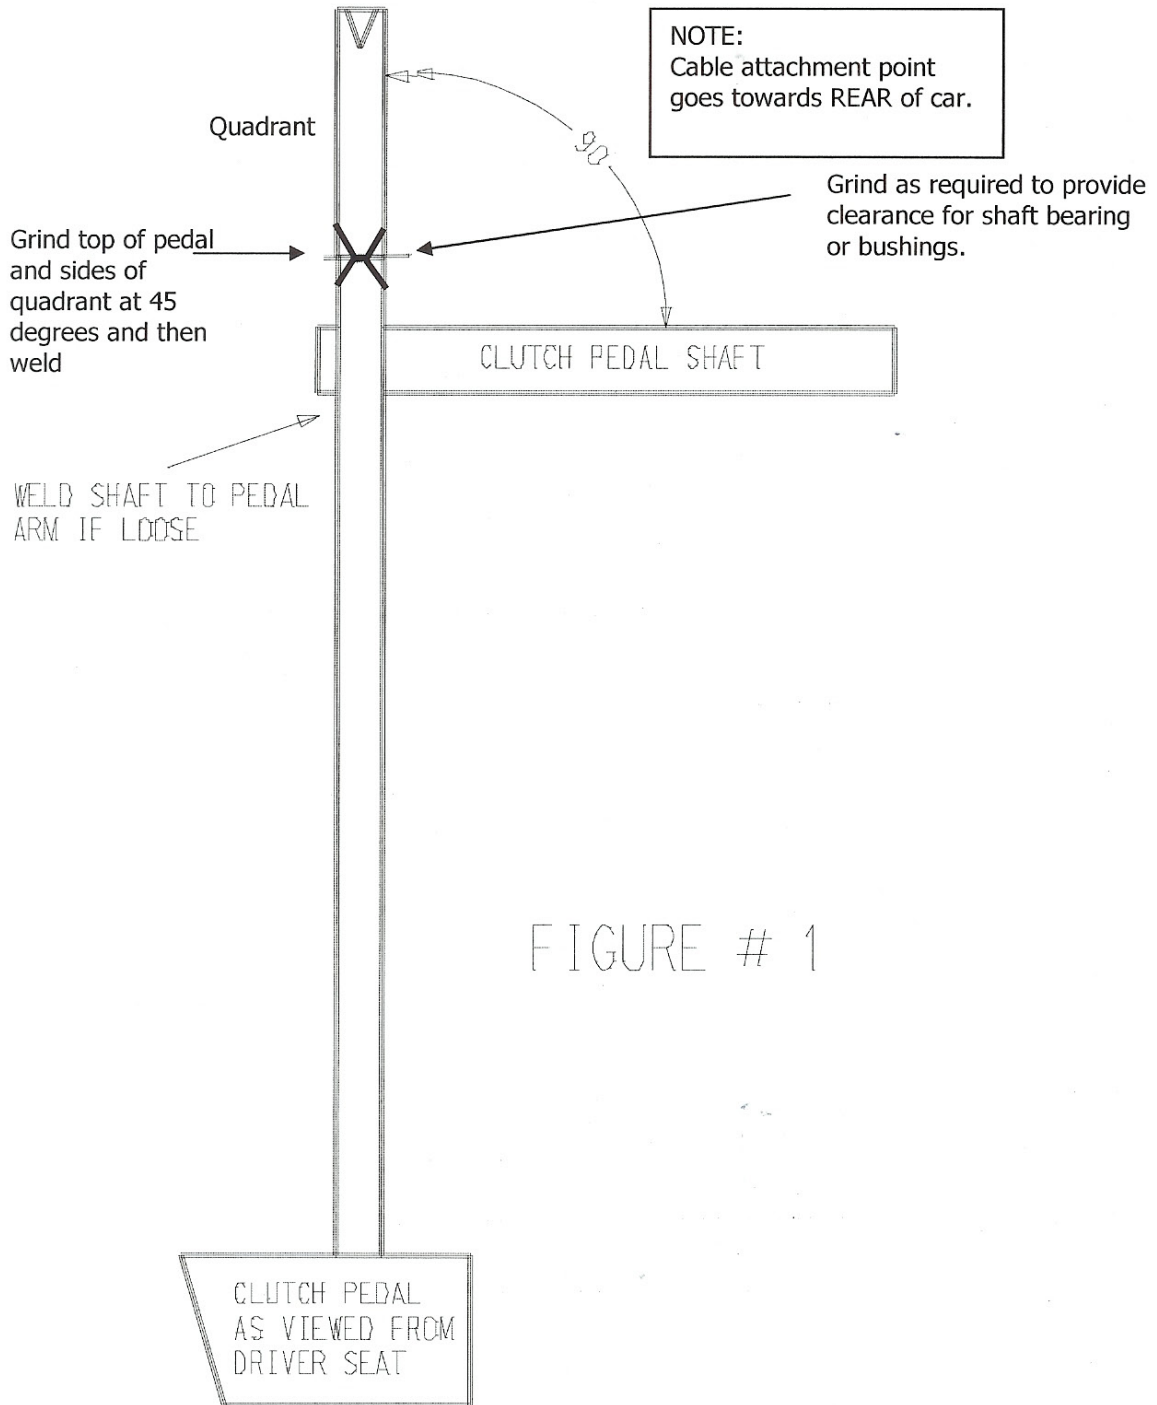 NOTE:
Cable attachment point
goes towards REAR of car.
Quadrant
90
Grind as required to provide
clearance for shaft bearing
or bushings.
Grind top of pedal
and sides of
quadrant at 45
degrees and then
weld
CLUTCH PEDAL SHAFT
WELD SHAFT TO PEDAL
ARM IF LOOSE
FIGURE # 1
CLUTCH PEDAL
AS VIEWED FROM
DRIVER SEAT